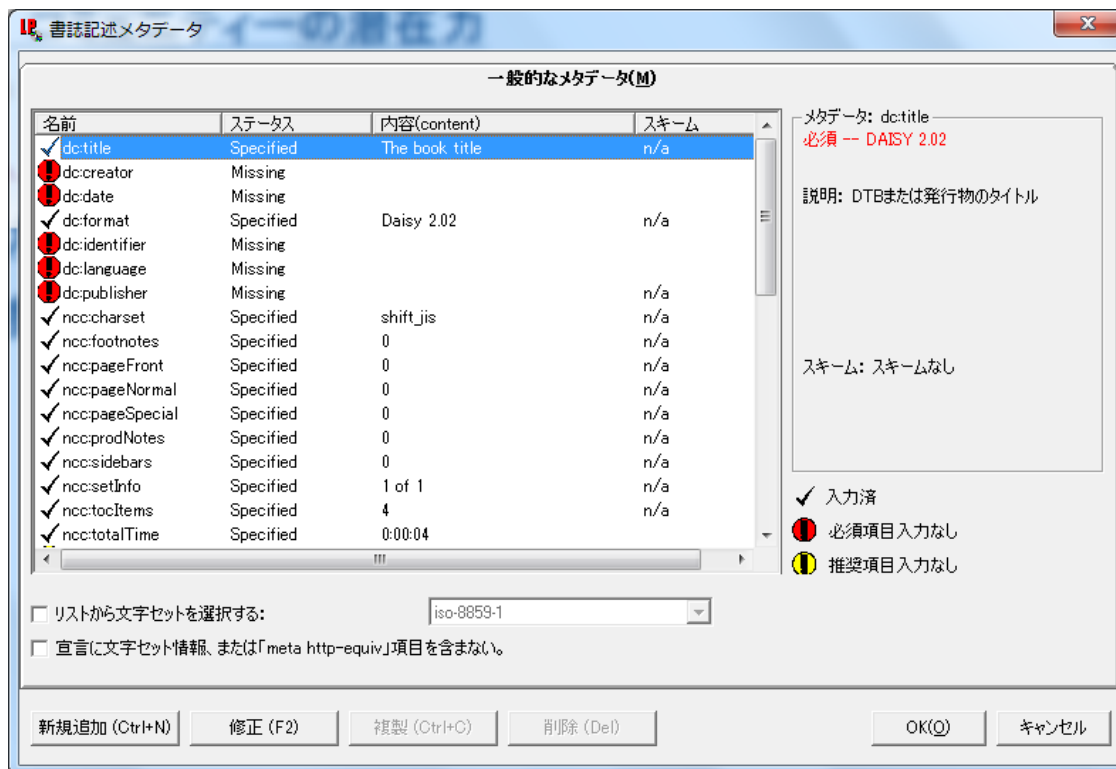 書誌記述メタデータ
ィーの潜在力
一般的なメタデータ(M)
名前 ステータス 内容(content) スキーム
dc:title Specified The book title n/a
dc:creator Missing
dc:date Missing
dc:format Specified Daisy 2.02 n/a
dc:identifier Missing
dc:language Missing
dc:publisher Missing n/a
ncc:charset Specified shift_jis n/a
ncc:footnotes Specified 0 n/a
ncc:pageFront Specified 0 n/a
ncc:pageNormal Specified 0 n/a
ncc:pageSpecial Specified 0 n/a
ncc:prodNotes Specified 0 n/a
ncc:sidebars Specified 0 n/a
ncc:setInfo Specified 1 of 1 n/a
ncc:tocItems Specified 4 n/a
ncc:totalTime Specified 0:00:04
メタデータ: dc:title
必須 -- DAISY 2.02
説明: DTBまたは発行物のタイトル
スキーム: スキームなし
入力済
必須項目入力なし
推奨項目入力なし
リストから文字セットを選択する: iso-8859-1
宣言に文字セット情報、または「meta http-equiv」項目を含まない。
新規追加 (Ctrl+N) 修正 (F2) 複製 (Ctrl+C) 削除 (Del) OK(O) キャンセル